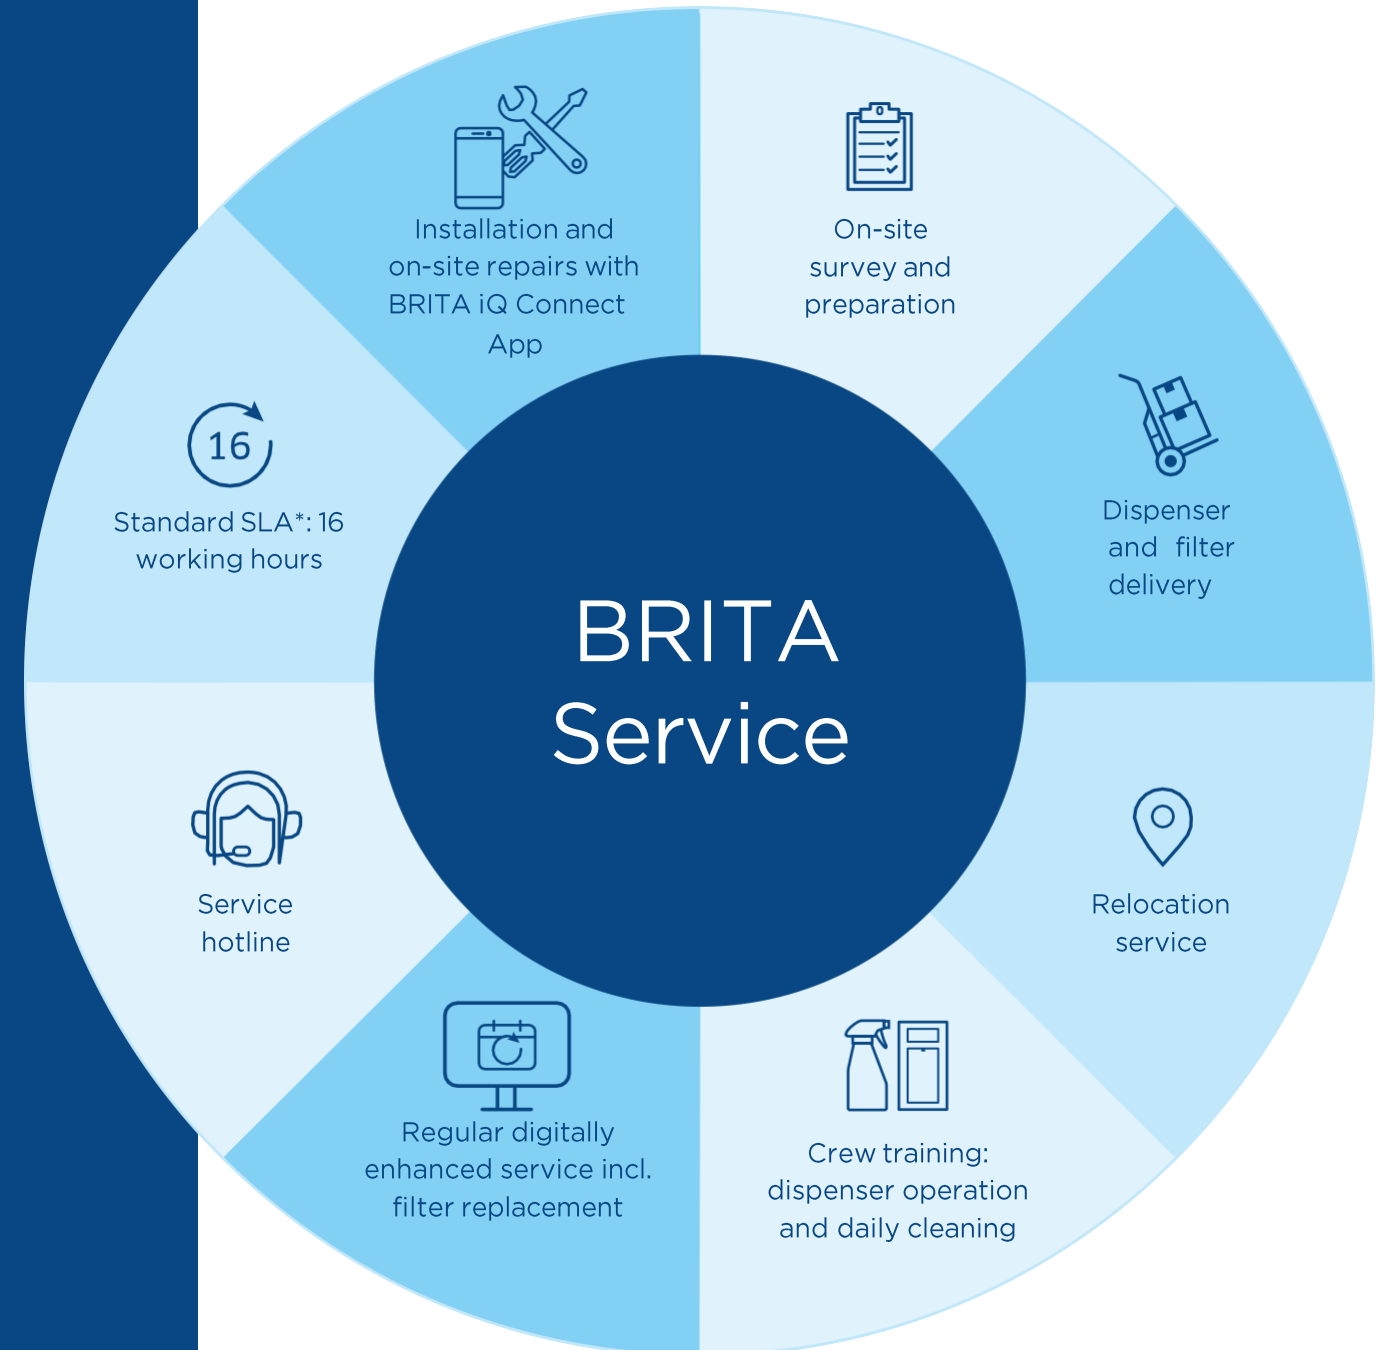 Installation and
on-site repairs with
BRITA iQ Connect
App
On-site
survey and
preparation
Dispenser
and filter
delivery
Relocation
service
Crew training:
dispenser operation
and daily cleaning
Regular digitally
enhanced service incl.
filter replacement
Service
hotline
16
Standard SLA*: 16
working hours
BRITA
Service